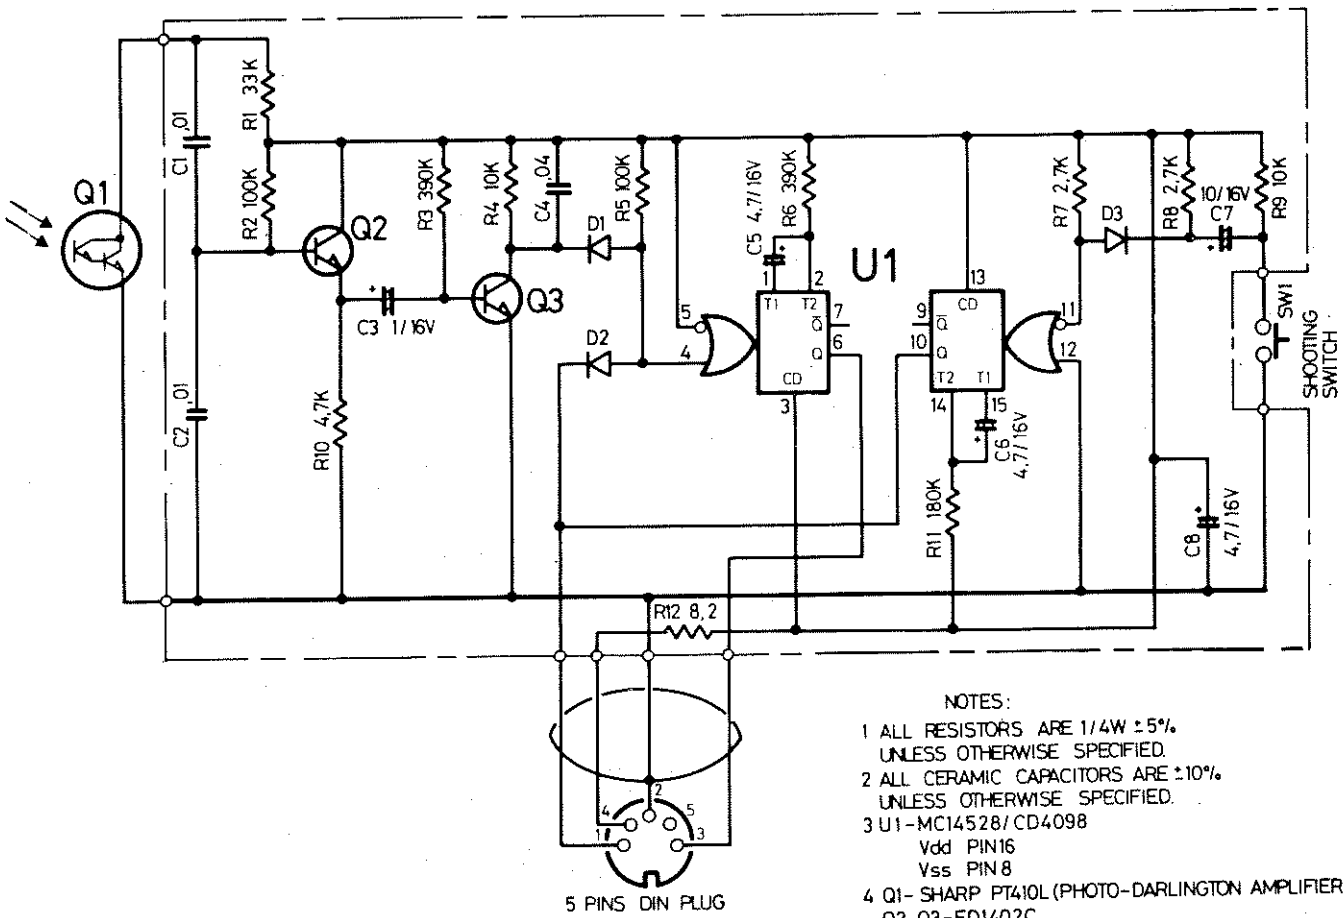 Q1
C1 ,01
R1 33K
R2 100K
Q2
C3 1/16V
R3 390K
R4 10K
Q3
C4 ,04
D1
R5 100K
D2
C2 ,01
R10 4,7K
5
4
C5 4,7/16V
R6 390K
1
2
T1
T2
7
Q̅
6
Q
CD
3
U1
13
CD
9
Q̅
10
Q
T2
T1
14
15
11
12
C6 4,7/16V
R11 180K
R7 2,7K
D3
R8 2,7K
10/16V
C7
R9 10K
SW1
SHOOTING
SWITCH
C8 4,7/16V
R12 8,2
4
2
5
1
3
5 PINS DIN PLUG
NOTES:
1 ALL RESISTORS ARE 1/4W ±5%
UNLESS OTHERWISE SPECIFIED.
2 ALL CERAMIC CAPACITORS ARE ±10%
UNLESS OTHERWISE SPECIFIED.
3 U1-MC14528/CD4098
Vdd PIN16
Vss PIN 8
4 Q1- SHARP PT410L (PHOTO-DARLINGTON AMPLIFIER
Q2,Q3-ED1402C